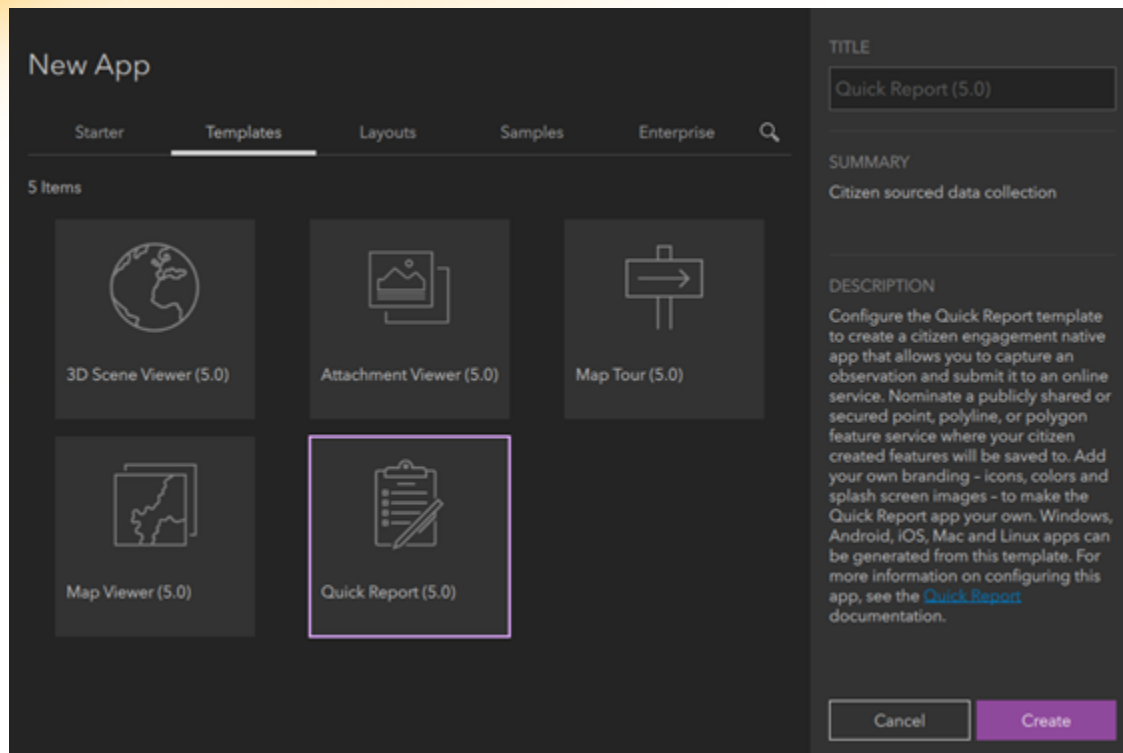 New App
Starter Templates Layouts Samples Enterprise
5 Items
3D Scene Viewer (5.0) Attachment Viewer (5.0) Map Tour (5.0)
Map Viewer (5.0) Quick Report (5.0)
TITLE
Quick Report (5.0)
SUMMARY
Citizen sourced data collection
DESCRIPTION
Configure the Quick Report template
to create a citizen engagement native
app that allows you to capture an
observation and submit it to an online
service. Nominate a publicly shared or
secured point, polyline, or polygon
feature service where your citizen
created features will be saved to. Add
your own branding – icons, colors and
splash screen images – to make the
Quick Report app your own. Windows,
Android, iOS, Mac and Linux apps can
be generated from this template. For
more information on configuring this
app, see the Quick Report
documentation.
Cancel Create